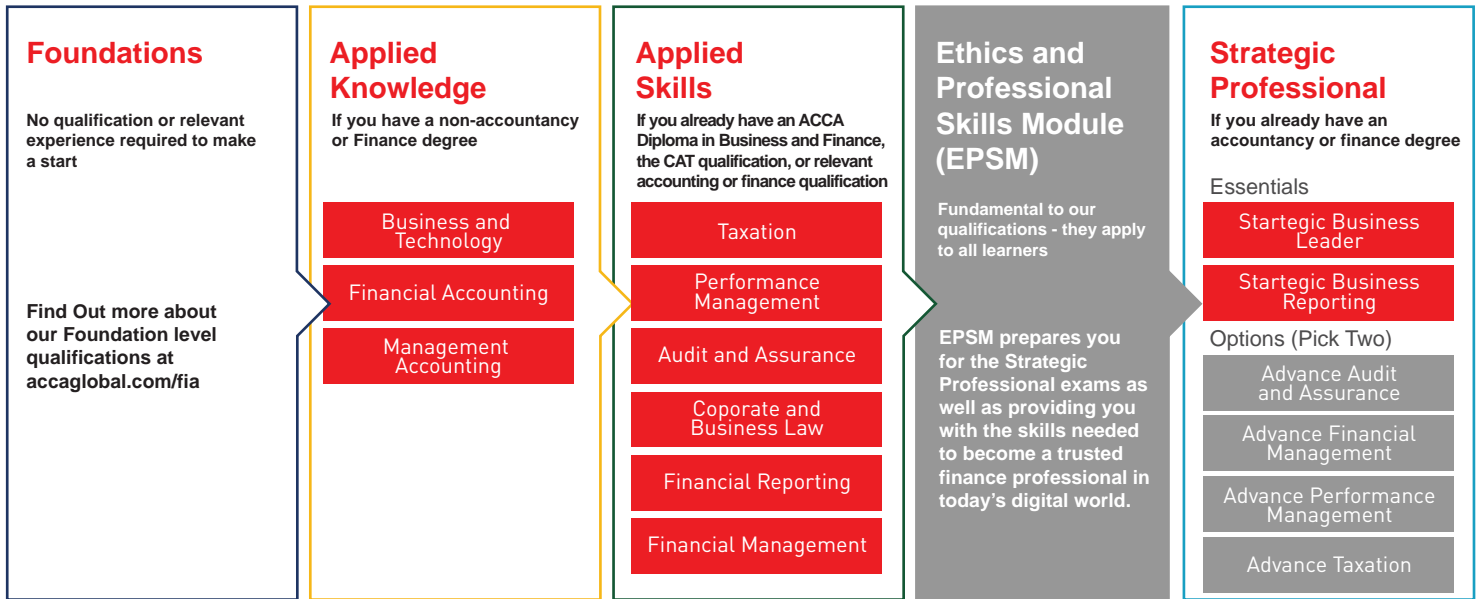 Foundations
No qualification or relevant
experience required to make
a start
Find Out more about
our Foundation level
qualifications at
accaglobal.com/fia
Applied
Knowledge
If you have a non-accountancy
or Finance degree
Business and
Technology
Financial Accounting
Management
Accounting
Applied
Skills
If you already have an ACCA
Diploma in Business and Finance,
the CAT qualification, or relevant
accounting or finance qualification
Taxation
Performance
Management
Audit and Assurance
Coporate and
Business Law
Financial Reporting
Financial Management
Ethics and
Professional
Skills Module
(EPSM)
Fundamental to our
qualifications - they apply
to all learners
EPSM prepares you
for the Strategic
Professional exams as
well as providing you
with the skills needed
to become a trusted
finance professional in
today's digital world.
Strategic
Professional
If you already have an
accountancy or finance degree
Essentials
Startegic Business
Leader
Startegic Business
Reporting
Options (Pick Two)
Advance Audit
and Assurance
Advance Financial
Management
Advance Performance
Management
Advance Taxation